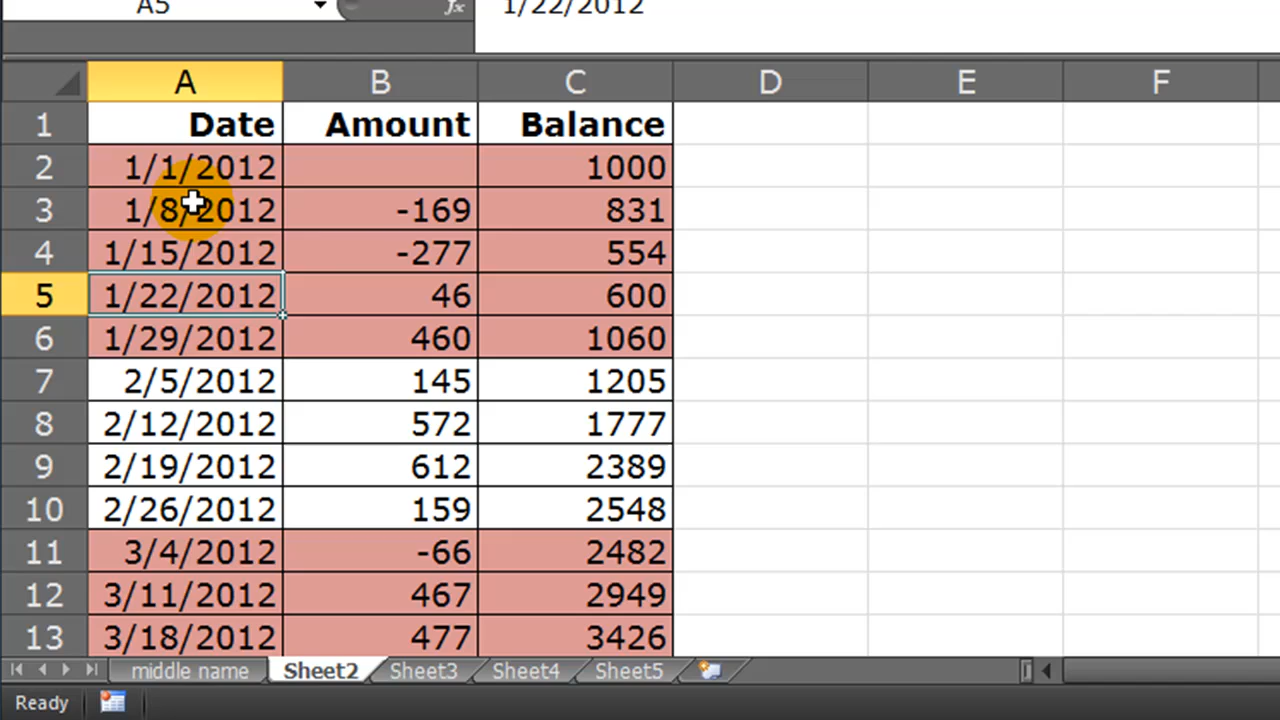 A5 fx 1/22/2012
A B C D E F
1 Date Amount Balance
2 1/1/2012 1000
3 1/8/2012 -169 831
4 1/15/2012 -277 554
5 1/22/2012 46 600
6 1/29/2012 460 1060
7 2/5/2012 145 1205
8 2/12/2012 572 1777
9 2/19/2012 612 2389
10 2/26/2012 159 2548
11 3/4/2012 -66 2482
12 3/11/2012 467 2949
13 3/18/2012 477 3426
middle name Sheet2 Sheet3 Sheet4 Sheet5
Ready